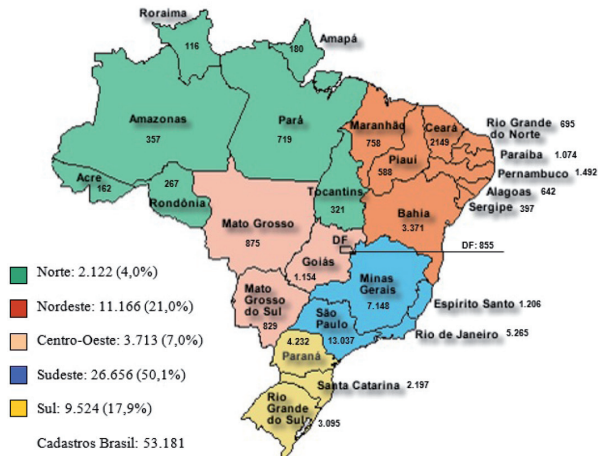 Roraima
116
Amapá
180
Amazonas
357
Pará
719
Maranhão
758
Ceará
2149
Rio Grande
do Norte
695
Piauí
588
Paraíba 1.074
Pernambuco 1.492
Alagoas
642
Sergipe
397
Acre
162
267
Rondônia
Tocantins
321
Bahia
3.371
Mato Grosso
875
DF
DF: 855
Goiás
1.154
Minas
Gerais
7.148
Espírito Santo 1.206
Mato
Grosso
do Sul
829
São
Paulo
13.037
Rio de Janeiro 5.265
4.232
Paraná
Santa Catarina 2.197
Rio
Grande
do Sul
3.095
Norte: 2.122 (4,0%)
Nordeste: 11.166 (21,0%)
Centro-Oeste: 3.713 (7,0%)
Sudeste: 26.656 (50,1%)
Sul: 9.524 (17,9%)
Cadastros Brasil: 53.181